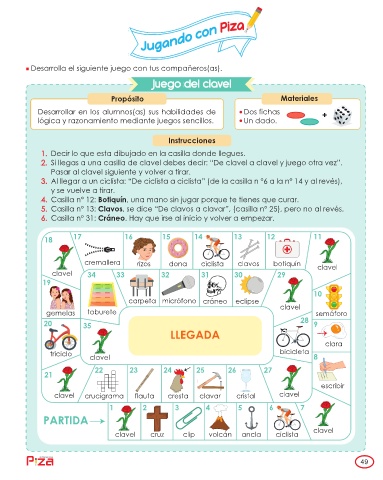 Jugando con Piza
Desarrolla el siguiente juego con tus compañeros(as).
Juego del clavel
Propósito
Desarrollar en los alumnos(as) sus habilidades de
lógica y razonamiento mediante juegos sencillos.
Materiales
Dos fichas
Un dado.
+
Instrucciones
1. Decir lo que esta dibujado en la casilla donde llegues.
2. Si llegas a una casilla de clavel debes decir: "De clavel a clavel y juego otra vez".
Pasar al clavel siguiente y volver a tirar.
3. Al llegar a un ciclista: "De ciclista a ciclista" (de la casilla n °6 a la nº 14 y al revés),
y se vuelve a tirar.
4. Casilla nº 12: Botiquín, una mano sin jugar porque te tienes que curar.
5. Casilla nº 13: Clavos, se dice "De clavos a clavar", (casilla nº 25), pero no al revés.
6. Casilla nº 31: Cráneo. Hay que irse al inicio y volver a empezar.
18 17 16 15 14 13 12 11
clavel cremallera rizos dona ciclista clavos botiquín clavel
19 34 33 32 31 30 29 10
gemelas taburete carpeta micrófono cráneo eclipse clavel semáforo
20 35 28 9
triciclo clavel LLEGADA bicicleta clara
21 22 23 24 25 26 27 8
clavel crucigrama flauta cresta clavar cristal clavel escribir
PARTIDA
1 2 3 4 5 6 7
clavel cruz clip volcán ancla ciclista clavel
Piza
49